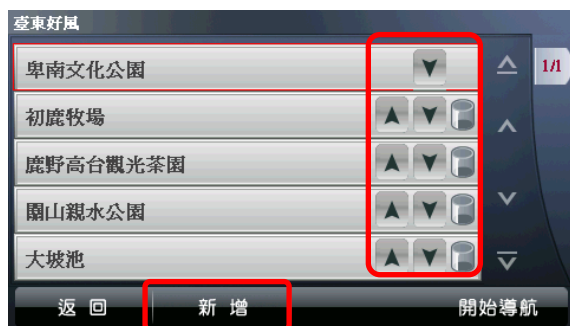 臺東好風
卑南文化公園
1/1
初鹿牧場
鹿野高台觀光茶園
關山親水公園
大坡池
返回 新增 開始導航